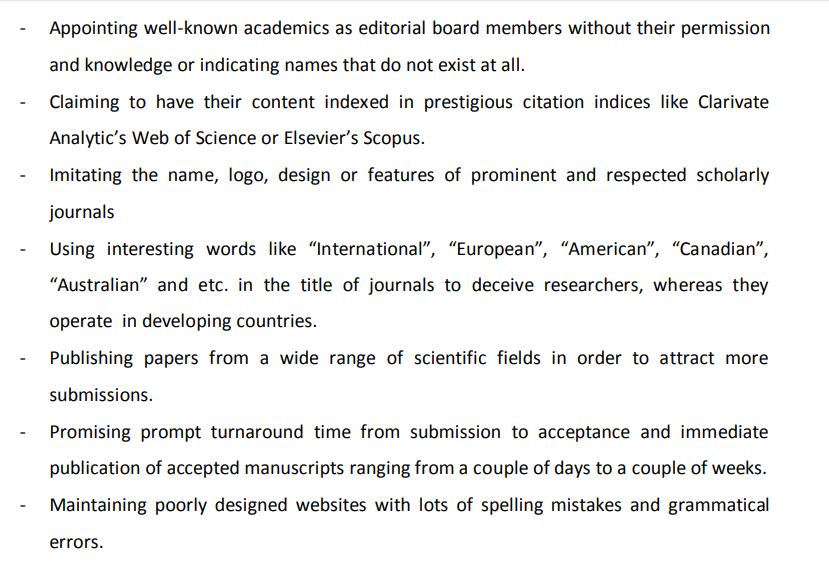 - Appointing well-known academics as editorial board members without their permission
and knowledge or indicating names that do not exist at all.
- Claiming to have their content indexed in prestigious citation indices like Clarivate
Analytic’s Web of Science or Elsevier’s Scopus.
- Imitating the name, logo, design or features of prominent and respected scholarly
journals
- Using interesting words like “International”, “European”, “American”, “Canadian”,
“Australian” and etc. in the title of journals to deceive researchers, whereas they
operate in developing countries.
- Publishing papers from a wide range of scientific fields in order to attract more
submissions.
- Promising prompt turnaround time from submission to acceptance and immediate
publication of accepted manuscripts ranging from a couple of days to a couple of weeks.
- Maintaining poorly designed websites with lots of spelling mistakes and grammatical
errors.